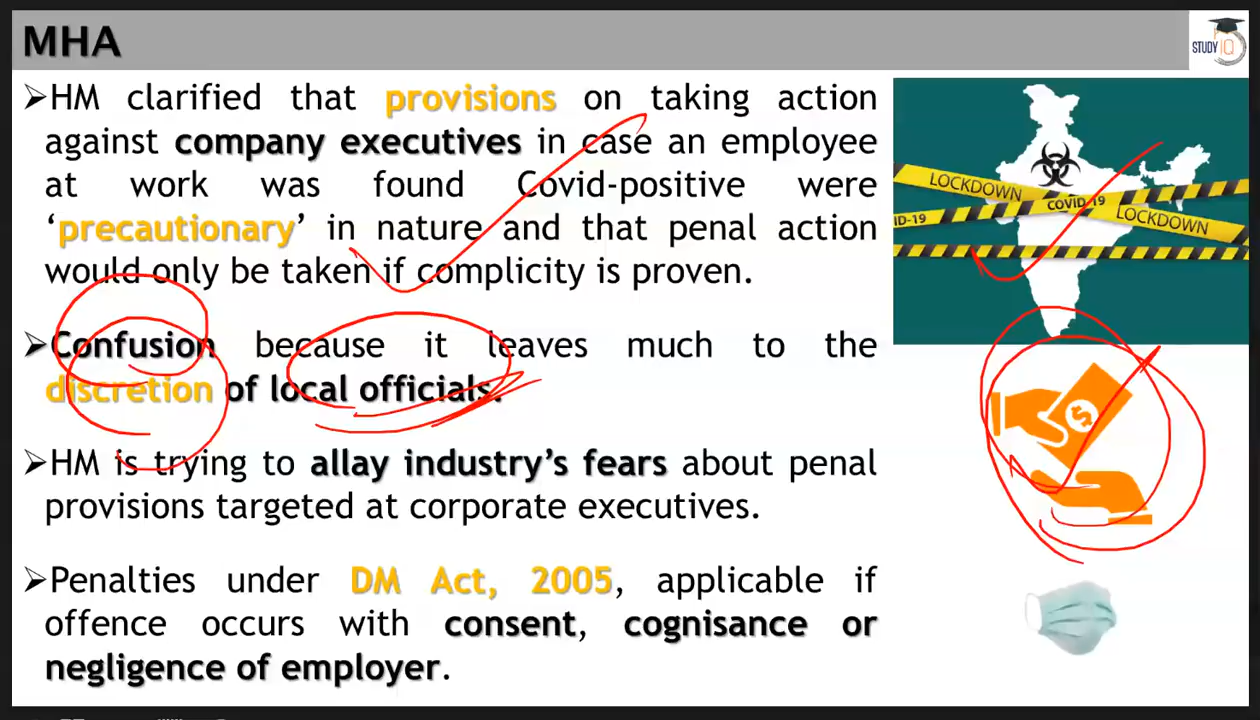 MHA
STUDY IQ
➢HM clarified that provisions on taking action
against company executives in case an employee
at work was found Covid-positive were
‘precautionary’ in nature and that penal action
would only be taken if complicity is proven.
➢Confusion because it leaves much to the
discretion of local officials.
➢HM is trying to allay industry’s fears about penal
provisions targeted at corporate executives.
➢Penalties under DM Act, 2005, applicable if
offence occurs with consent, cognisance or
negligence of employer.
LOCKDOWN
ID-19
COVID-19
LOCKDOWN
$